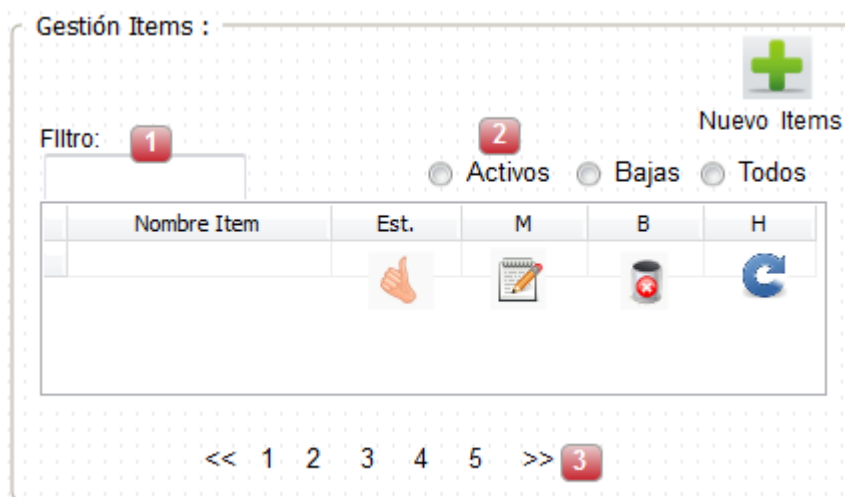 Gestión Items :
Nuevo Items
FIltro:
1
2
Activos Bajas Todos
Nombre Item Est. M B H
<< 1 2 3 4 5 >> 3